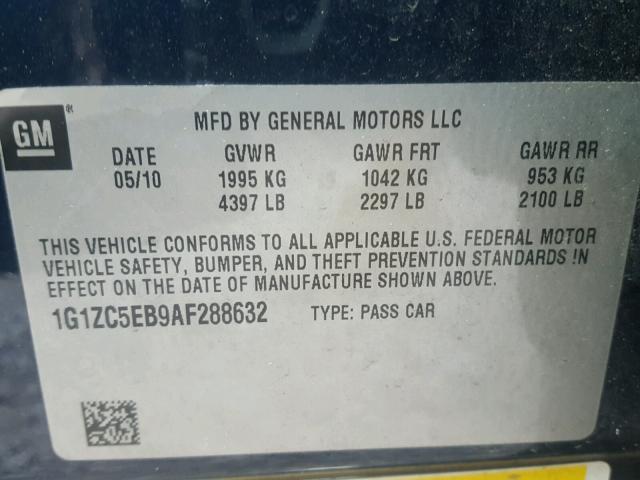 GM®
MFD BY GENERAL MOTORS LLC
DATE GVWR GAWR FRT GAWR RR
05/10 1995 KG 1042 KG 953 KG
4397 LB 2297 LB 2100 LB
THIS VEHICLE CONFORMS TO ALL APPLICABLE U.S. FEDERAL MOTOR
VEHICLE SAFETY, BUMPER, AND THEFT PREVENTION STANDARDS IN
EFFECT ON THE DATE OF MANUFACTURE SHOWN ABOVE.
1G1ZC5EB9AF288632 TYPE: PASS CAR